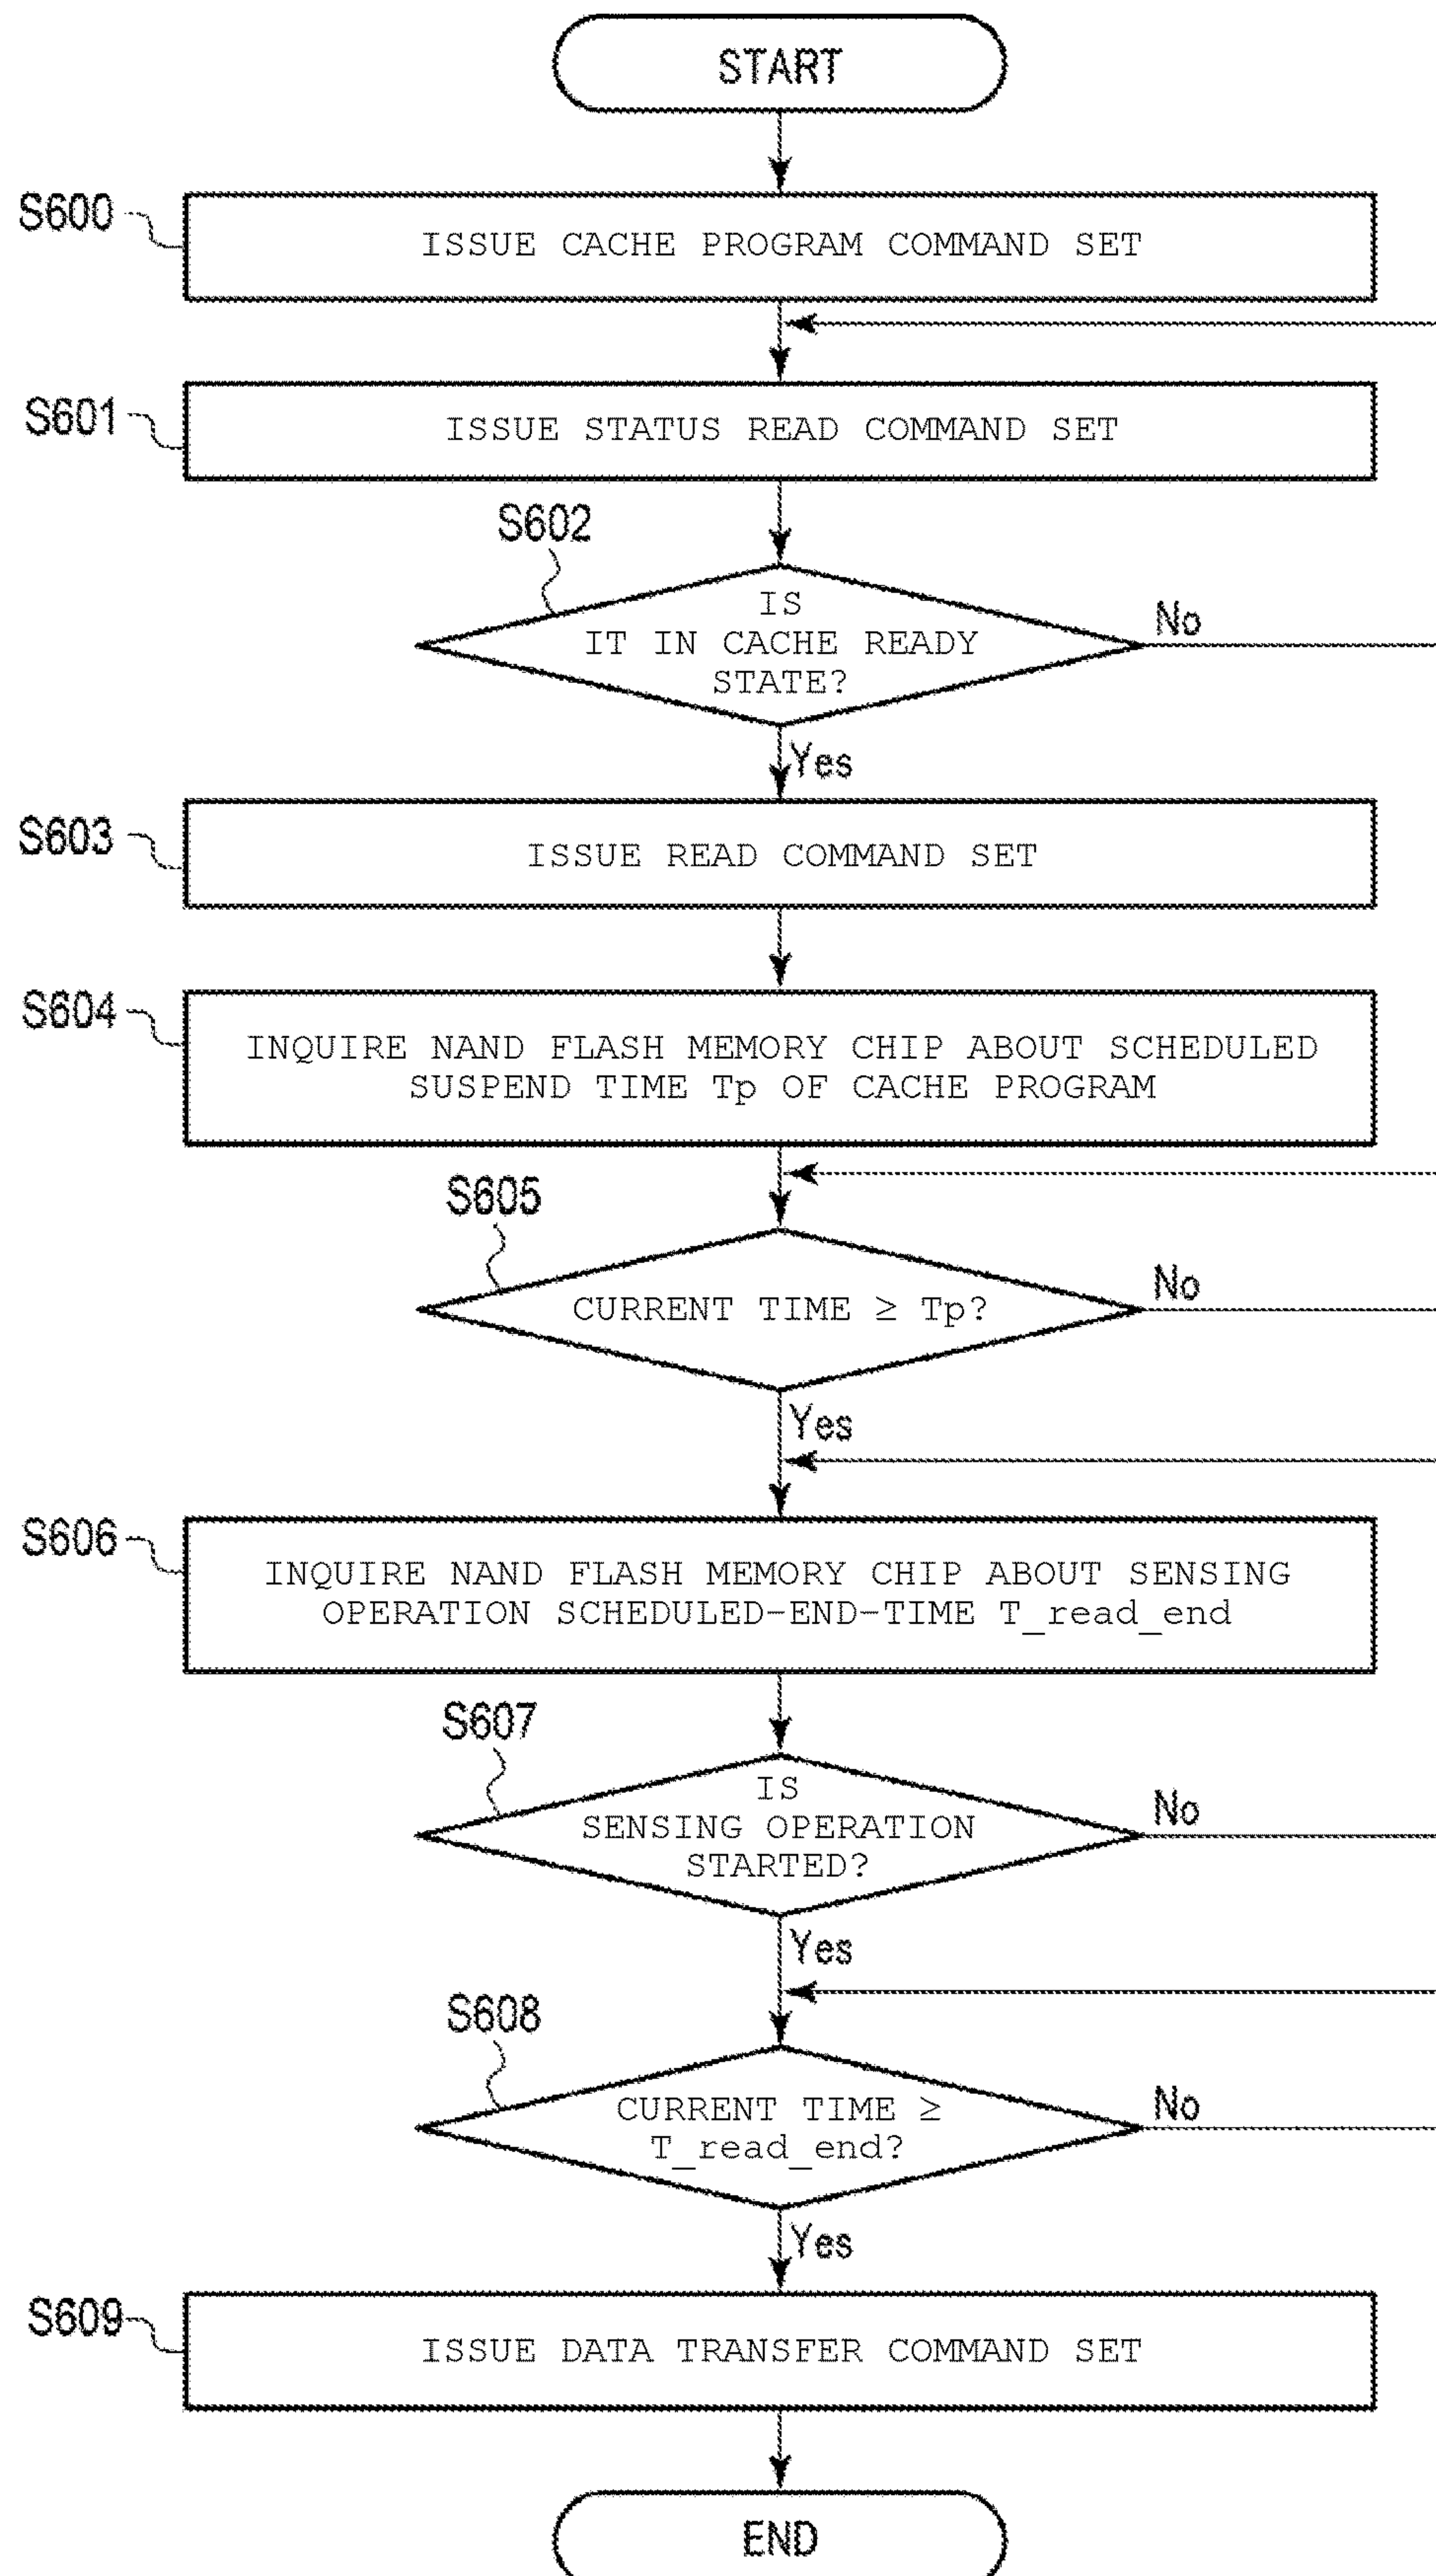 START
S600
ISSUE CACHE PROGRAM COMMAND SET
S601
ISSUE STATUS READ COMMAND SET
S602
IS
IT IN CACHE READY
STATE?
No
Yes
S603
ISSUE READ COMMAND SET
S604
INQUIRE NAND FLASH MEMORY CHIP ABOUT SCHEDULED
SUSPEND TIME Tp OF CACHE PROGRAM
S605
CURRENT TIME ≥ Tp?
No
Yes
S606
INQUIRE NAND FLASH MEMORY CHIP ABOUT SENSING
OPERATION SCHEDULED-END-TIME T_read_end
S607
IS
SENSING OPERATION
STARTED?
No
Yes
S608
CURRENT TIME ≥
T_read_end?
No
Yes
S609
ISSUE DATA TRANSFER COMMAND SET
END